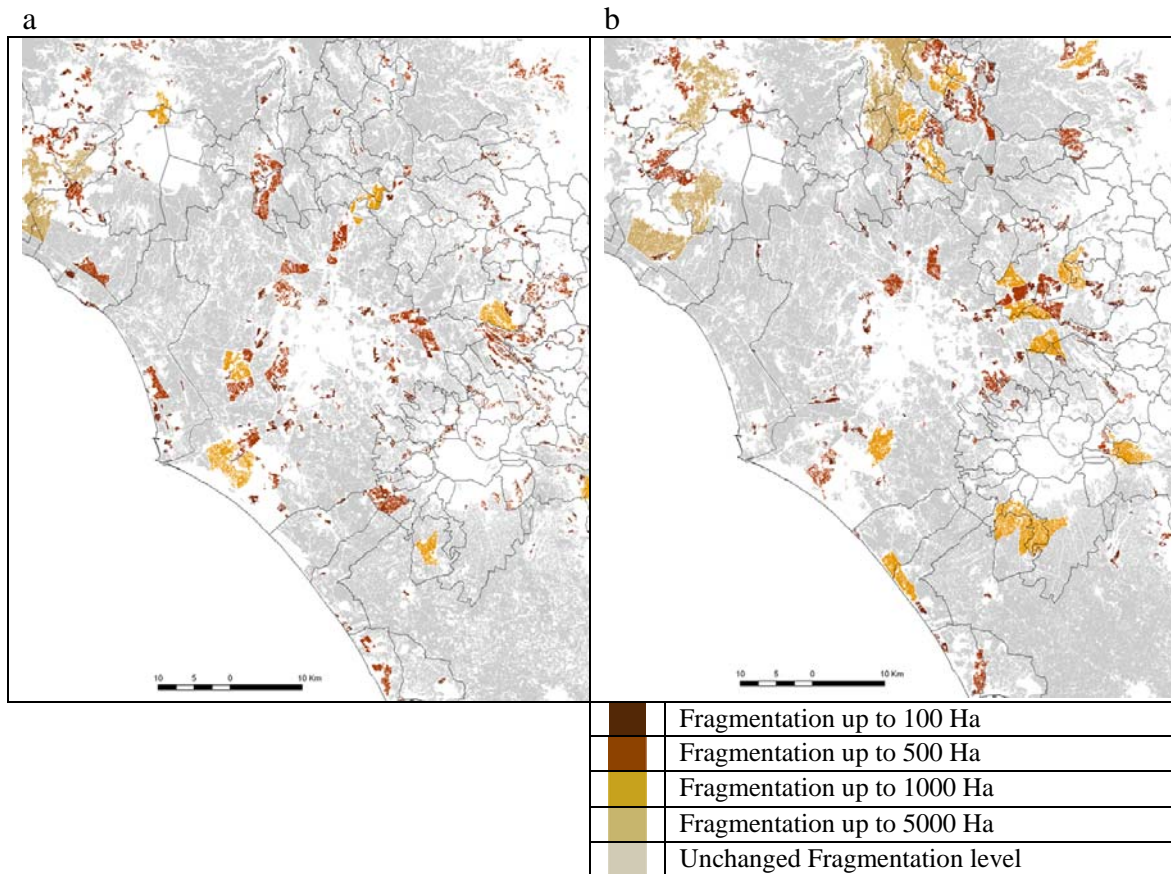 a
b
10 5 0 10 Km
10 5 0 10 Km
Fragmentation up to 100 Ha
Fragmentation up to 500 Ha
Fragmentation up to 1000 Ha
Fragmentation up to 5000 Ha
Unchanged Fragmentation level